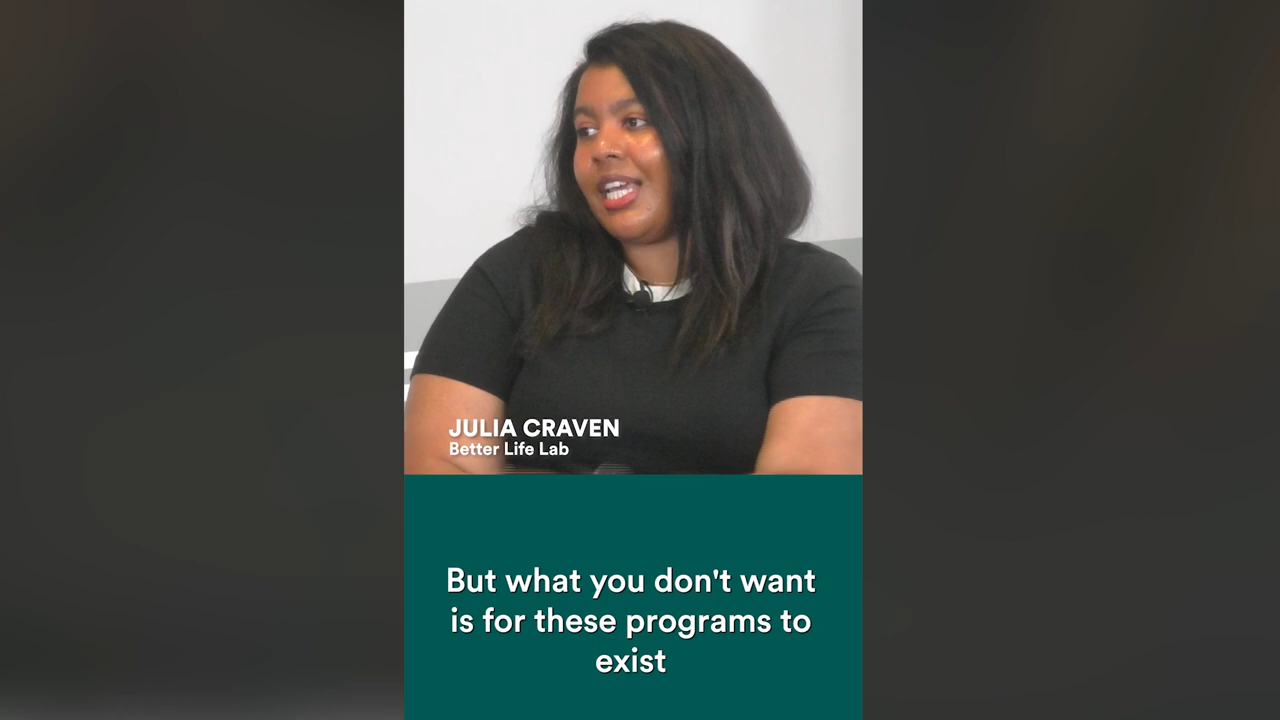 JULIA CRAVEN
Better Life Lab
But what you don't want
is for these programs to
exist